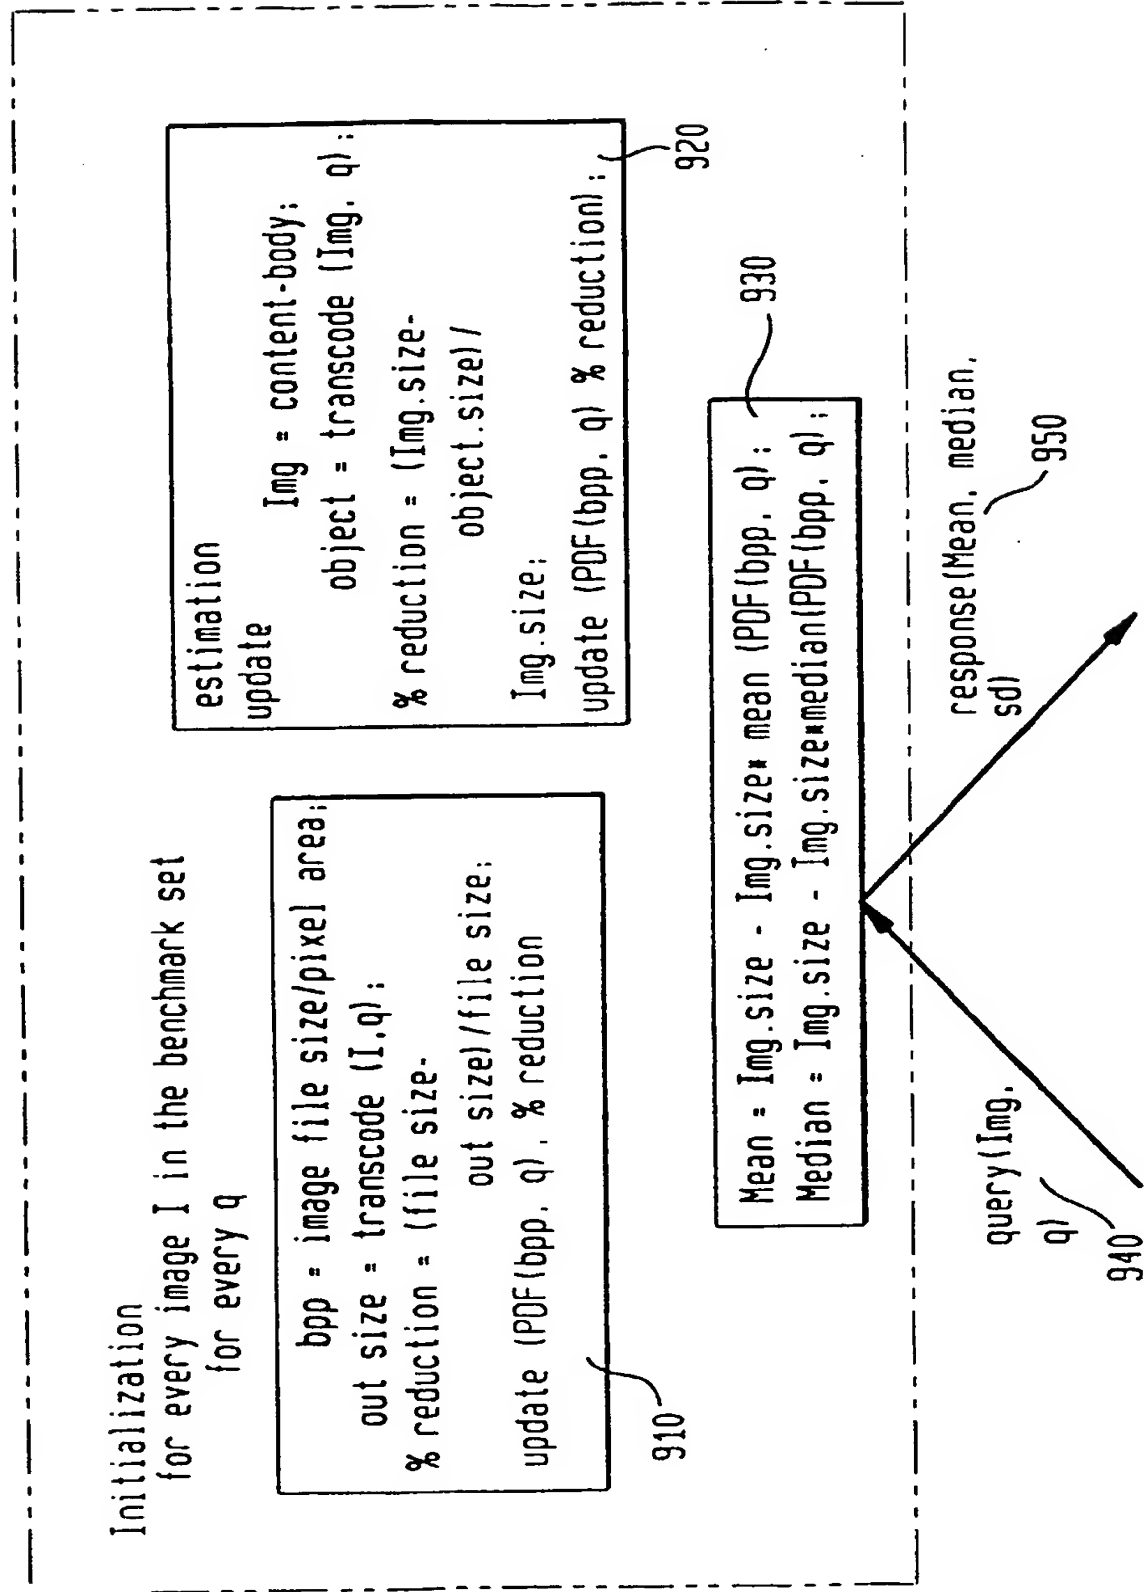 Initialization
for every image I in the benchmark set
for every q
bpp = image file size/pixel area;
out size = transcode (I,q);
% reduction = (file size-
out size)/file size;
update (PDF(bpp, q), % reduction
910
estimation
update
Img = content-body;
object = transcode (Img, q);
% reduction = (Img.size-
object.size)/
Img.size;
update (PDF(bpp, q) % reduction);
920
Mean = Img.size - Img.size* mean (PDF(bpp, q);
Median = Img.size - Img.size*median(PDF(bpp, q);
930
query(Img,
q)
940
response(Mean, median,
sd)
950